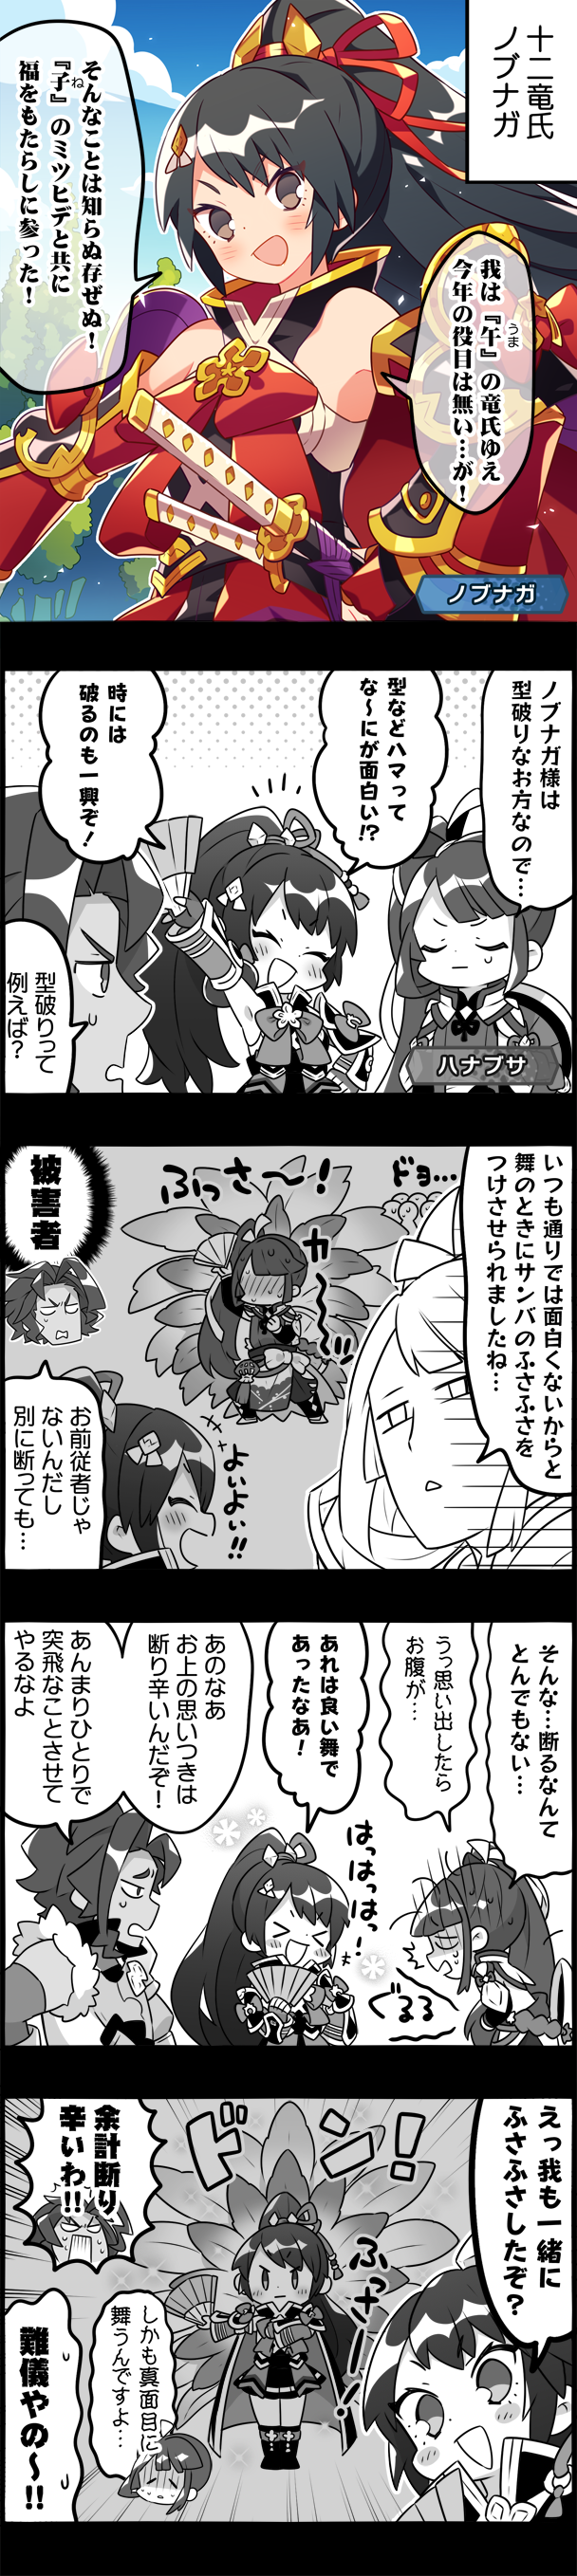 十二竜氏
ノブナガ
我は『午』の竜氏ゆえ
うま
今年の役目は無い…が！
そんなことは知らぬ存ぜぬ！
『子』のミツヒデと共に
ね
福をもたらしに参った！
ノブナガ
ノブナガ様は
型破りなお方なので…
型などハマって
な～にが面白い!?
時には
破るのも一興ぞ！
型破りって
例えば？
ハナブサ
いつも通りでは面白くないからと
舞のときにサンバのふさふさを
つけさせられましたね…
ドヨ…
ふっさ～！
カ～～ッ
被害者
よいよい!!
お前従者じゃ
ないんだし
別に断っても…
そんな…断るなんて
とんでもない…
うっ思い出したら
お腹が…
あれは良い舞で
あったなあ！
はっはっはっ！
ぐるる
あのなあ
お上の思いつきは
断り辛いんだぞ！
あんまりひとりで
突飛なことさせて
やるなよ
えっ我も一緒に
ふさふさしたぞ？
ドン！
ふっさー！
余計断り
辛いわ!!
しかも真面目に
舞うんですよ…
難儀やの～!!